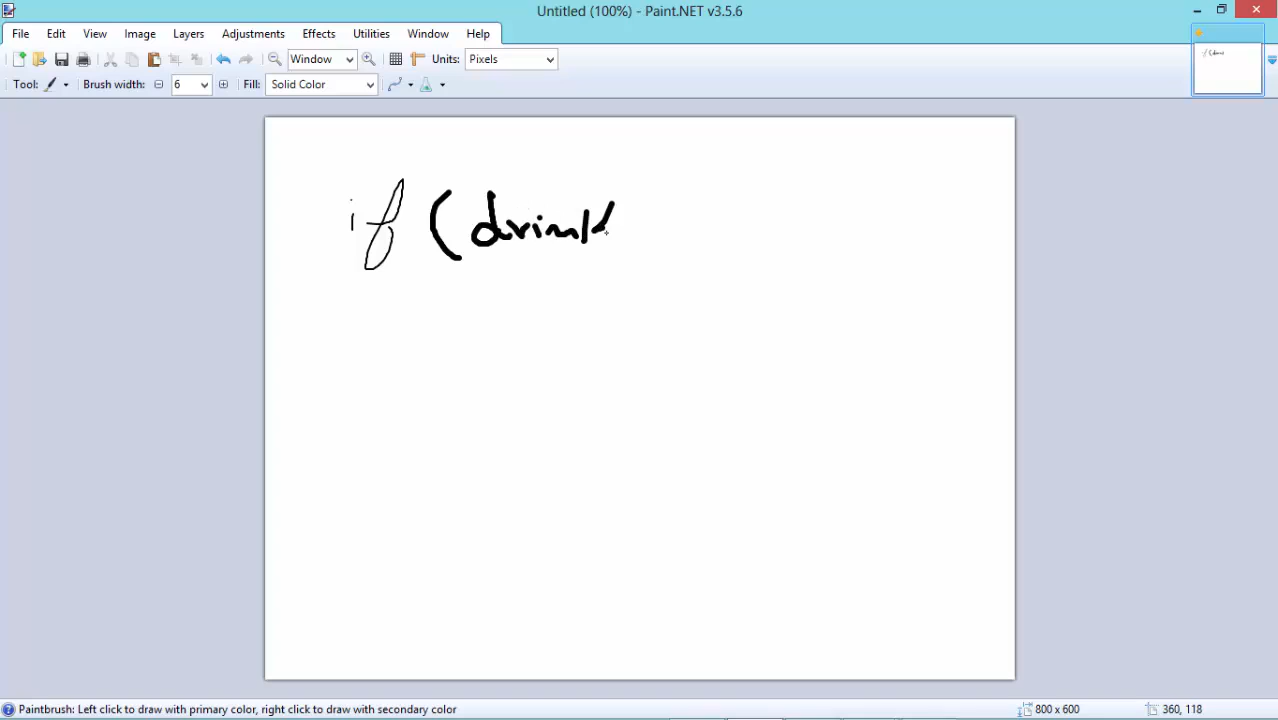 Untitled (100%) - Paint.NET v3.5.6
File Edit View Image Layers Adjustments Effects Utilities Window Help
Window Units: Pixels
Tool: Brush width: 6 Fill: Solid Color
if (drink
Paintbrush: Left click to draw with primary color, right click to draw with secondary color 800 x 600 360, 118